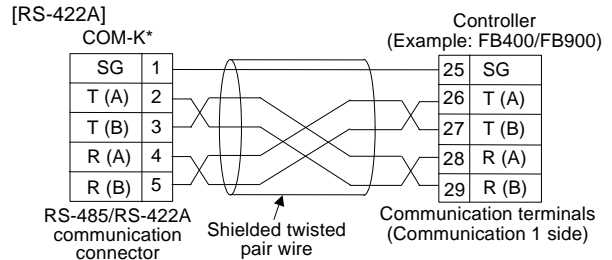 [RS-422A]
COM-K*
Controller
(Example: FB400/FB900)
SG 1
25 SG
T (A) 2
26 T (A)
T (B) 3
27 T (B)
R (A) 4
28 R (A)
R (B) 5
29 R (B)
RS-485/RS-422A
communication
connector
Shielded twisted
pair wire
Communication terminals
(Communication 1 side)